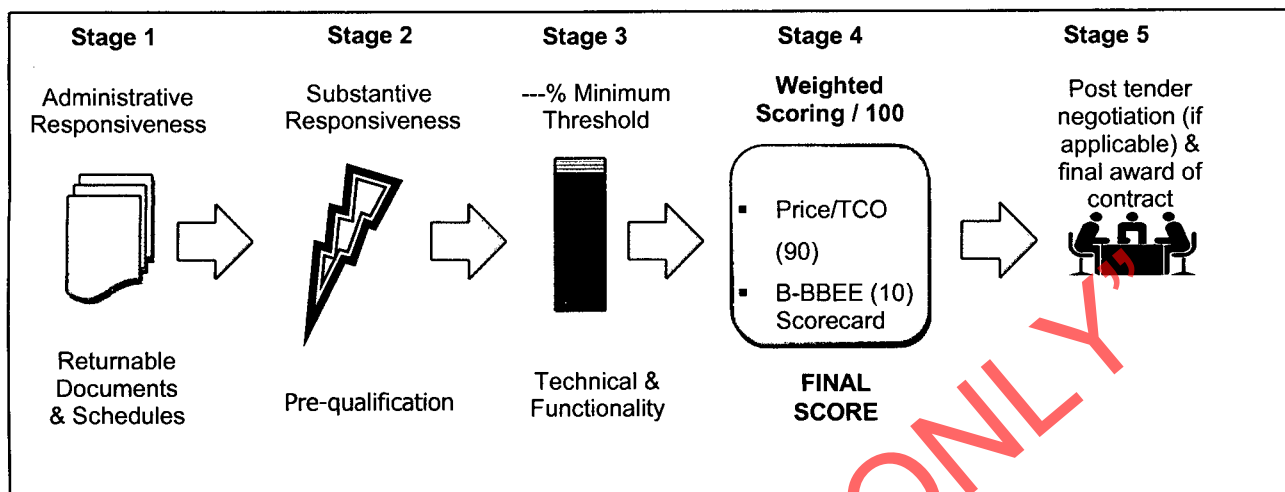 Stage 1
Administrative
Responsiveness
Returnable
Documents
& Schedules
Stage 2
Substantive
Responsiveness
Pre-qualification
Stage 3
---% Minimum
Threshold
Technical &
Functionality
Stage 4
Weighted
Scoring / 100
▪ Price/TCO
(90)
▪ B-BBEE (10)
Scorecard
FINAL
SCORE
Stage 5
Post tender
negotiation (if
applicable) &
final award of
contract
ONLY”